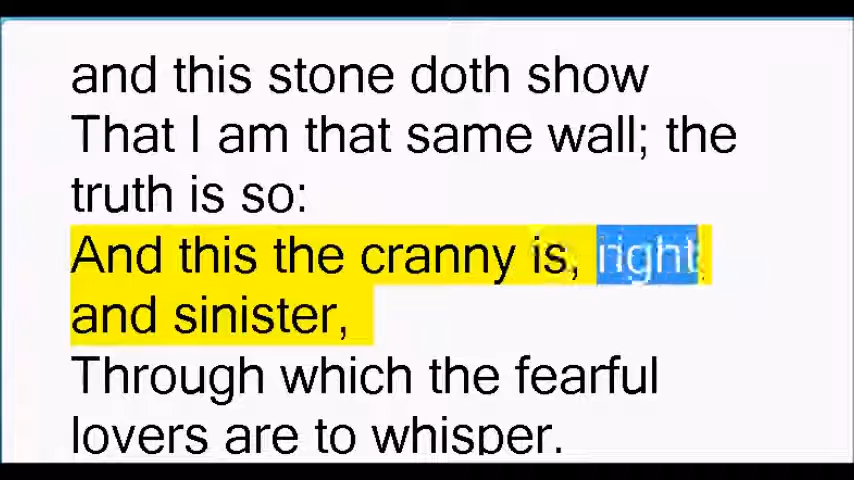 and this stone doth show
That I am that same wall; the
truth is so:
And this the cranny is, right
and sinister,
Through which the fearful
lovers are to whisper.